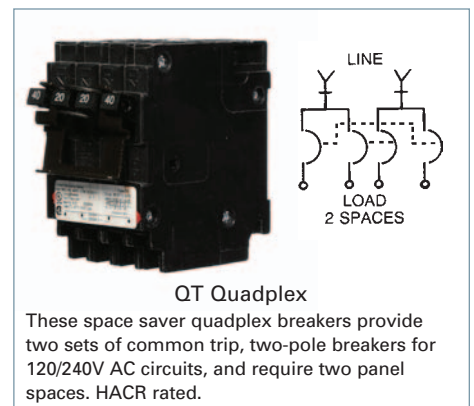 LINE
40 20 20 40
LOAD
2 SPACES
QT Quadplex
These space saver quadplex breakers provide
two sets of common trip, two-pole breakers for
120/240V AC circuits, and require two panel
spaces. HACR rated.